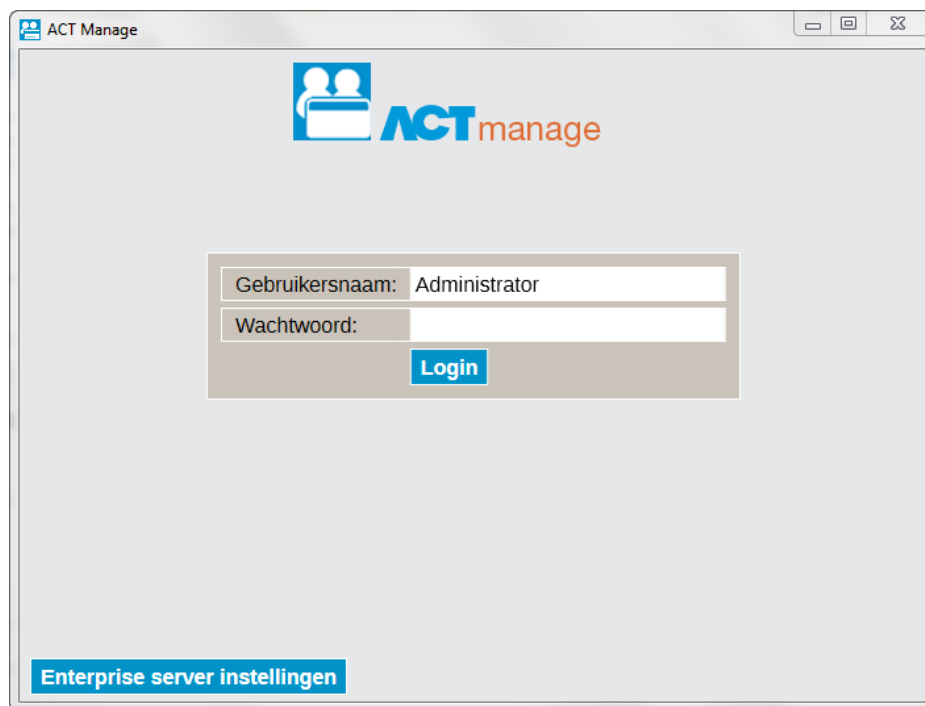 ACT Manage
ACTmanage
Gebruikersnaam: Administrator
Wachtwoord:
Login
Enterprise server instellingen